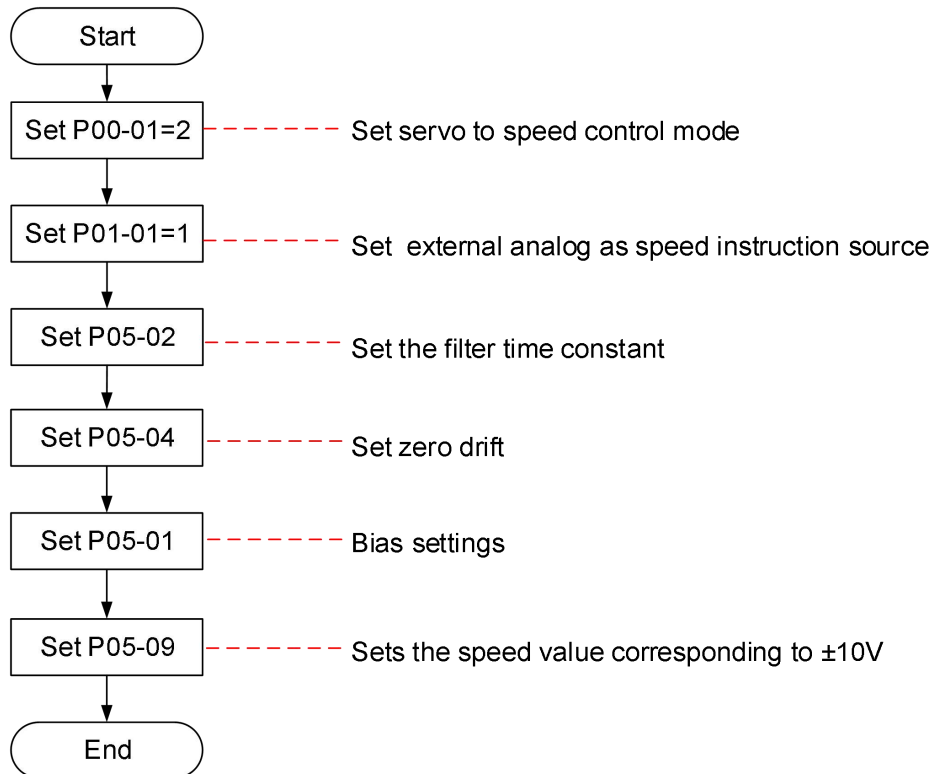 Start
Set P00-01=2
Set servo to speed control mode
Set P01-01=1
Set external analog as speed instruction source
Set P05-02
Set the filter time constant
Set P05-04
Set zero drift
Set P05-01
Bias settings
Set P05-09
Sets the speed value corresponding to ±10V
End